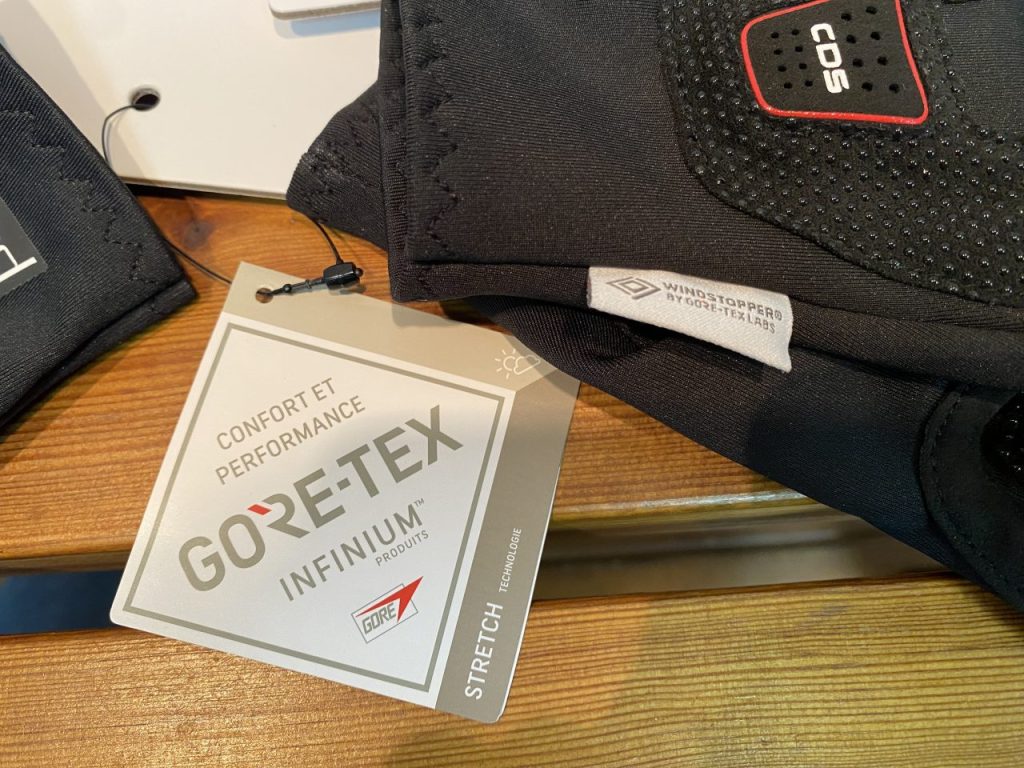 CDS
WINDSTOPPER®
BY GORE-TEX LABS
CONFORT ET
PERFORMANCE
GORE-TEX
INFINIUM™
PRODUITS
GORE
STRETCH TECHNOLOGIE